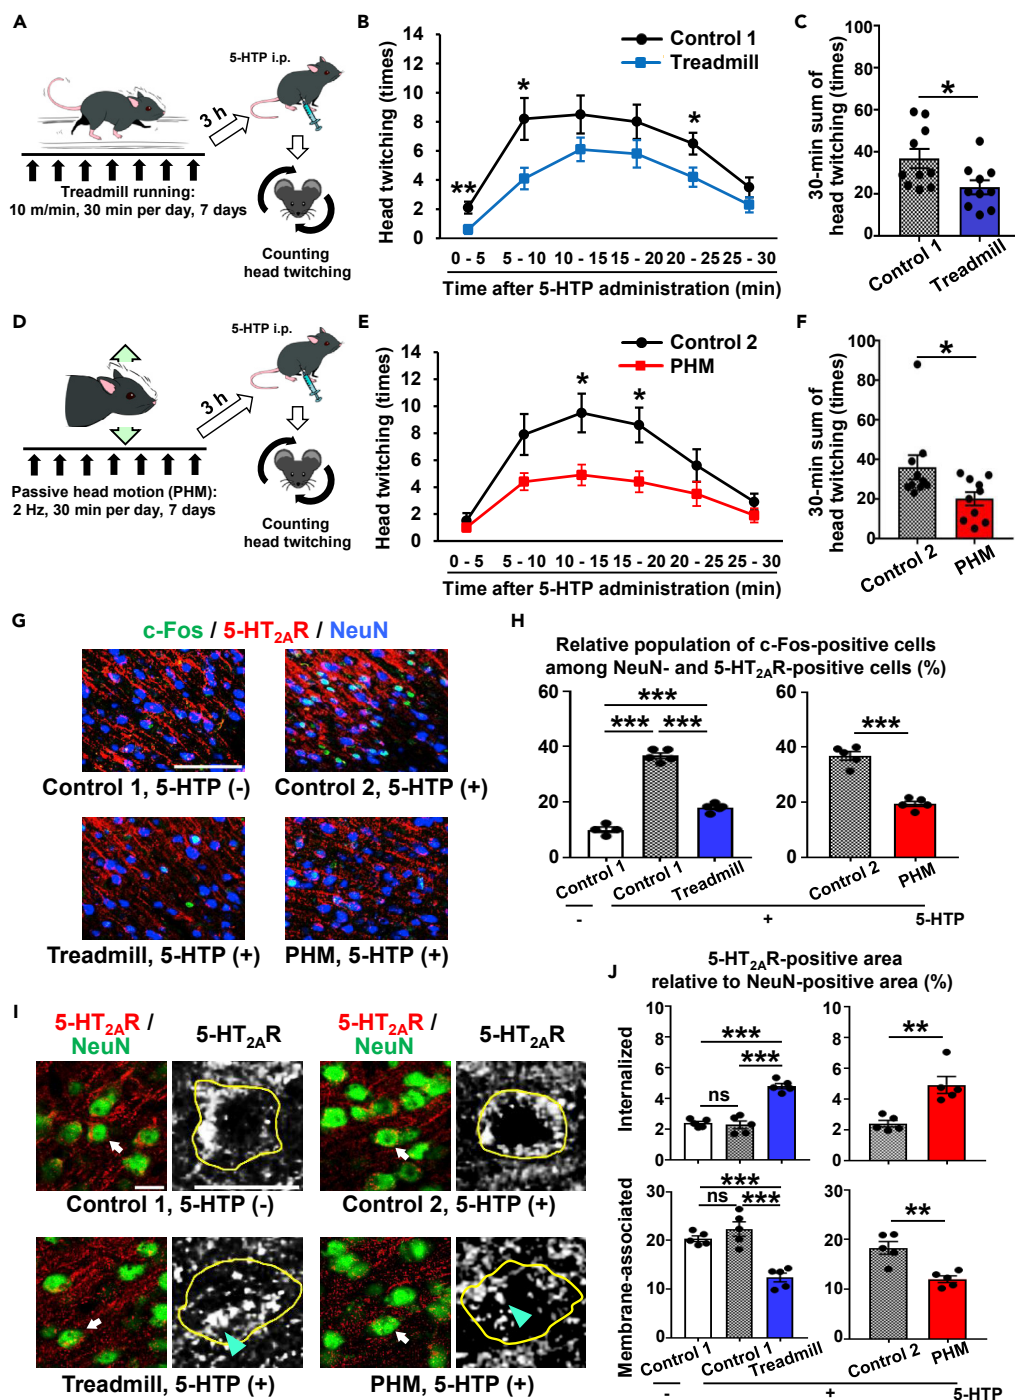 A
5-HTP i.p.
3 h
Treadmill running:
10 m/min, 30 min per day, 7 days
Counting
head twitching
B
Head twitching (times)
14
12
10
8
6
4
2
0
Control 1
Treadmill
**
*
*
0 - 5 5 - 10 10 - 15 15 - 20 20 - 25 25 - 30
Time after 5-HTP administration (min)
C
30-min sum of
head twitching (times)
100
80
60
40
20
0
*
Control 1
Treadmill
D
5-HTP i.p.
3 h
Passive head motion (PHM):
2 Hz, 30 min per day, 7 days
Counting
head twitching
E
Head twitching (times)
14
12
10
8
6
4
2
0
Control 2
PHM
*
*
0 - 5 5 - 10 10 - 15 15 - 20 20 - 25 25 - 30
Time after 5-HTP administration (min)
F
30-min sum of
head twitching (times)
100
80
60
40
20
0
*
Control 2
PHM
G
c-Fos / 5-HT2AR / NeuN
Control 1, 5-HTP (-)
Control 2, 5-HTP (+)
Treadmill, 5-HTP (+)
PHM, 5-HTP (+)
H
Relative population of c-Fos-positive cells
among NeuN- and 5-HT2AR-positive cells (%)
60
40
20
0
***
*** ***
Control 1
Control 1
Treadmill
60
40
20
0
***
Control 2
PHM
- + 5-HTP
I
5-HT2AR /
NeuN
5-HT2AR
5-HT2AR /
NeuN
5-HT2AR
Control 1, 5-HTP (-)
Control 2, 5-HTP (+)
Treadmill, 5-HTP (+)
PHM, 5-HTP (+)
J
5-HT2AR-positive area
relative to NeuN-positive area (%)
Internalized
10
8
6
4
2
0
***
***
ns
10
8
6
4
2
0
**
Membrane-associated
30
20
10
0
***
ns ***
Control 1
Control 1
Treadmill
30
20
10
0
**
Control 2
PHM
- + 5-HTP